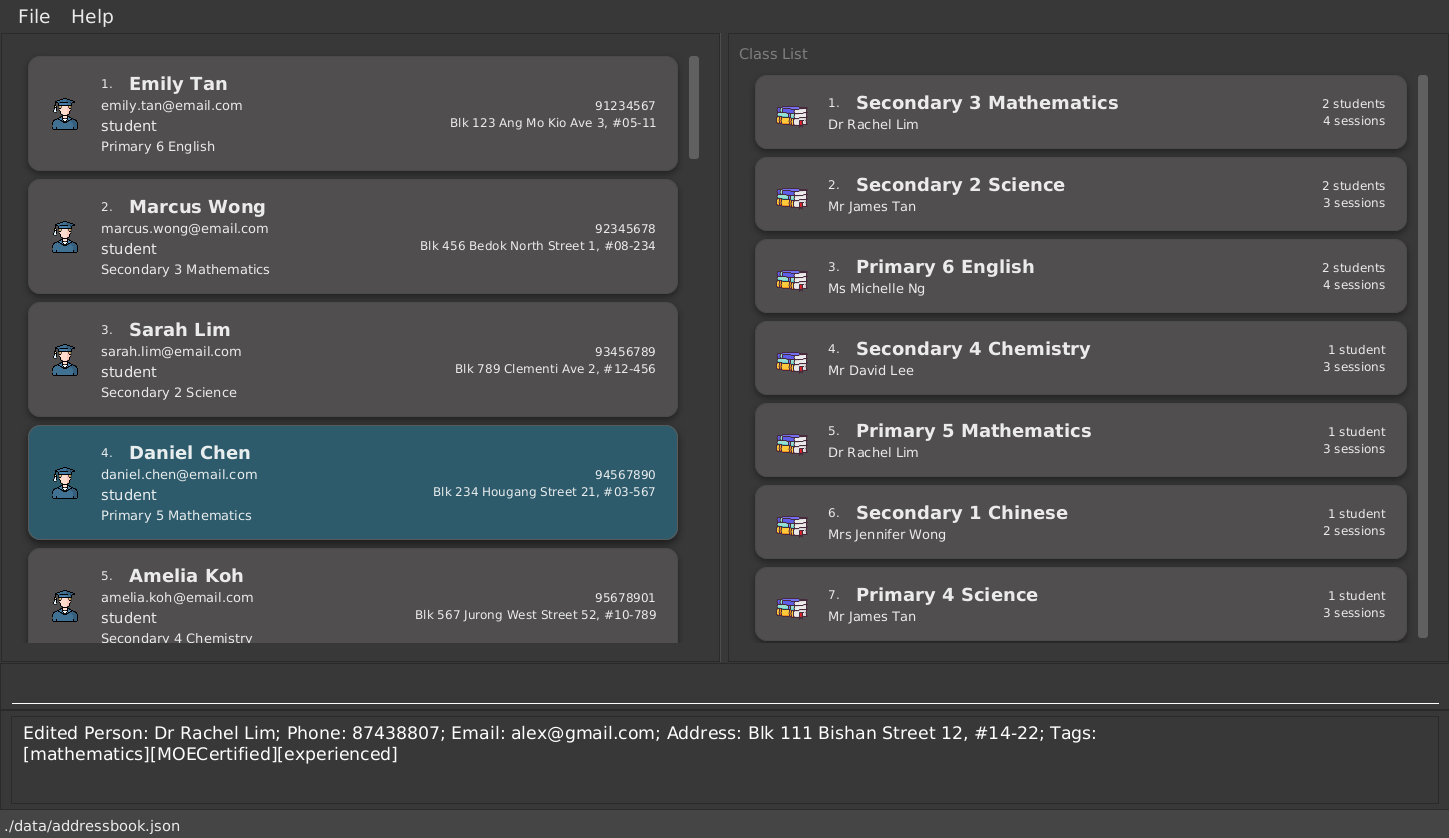 File Help
1. Emily Tan
emily.tan@email.com
91234567
student
Blk 123 Ang Mo Kio Ave 3, #05-11
Primary 6 English
2. Marcus Wong
marcus.wong@email.com
92345678
student
Blk 456 Bedok North Street 1, #08-234
Secondary 3 Mathematics
3. Sarah Lim
sarah.lim@email.com
93456789
student
Blk 789 Clementi Ave 2, #12-456
Secondary 2 Science
4. Daniel Chen
daniel.chen@email.com
94567890
student
Blk 234 Hougang Street 21, #03-567
Primary 5 Mathematics
5. Amelia Koh
amelia.koh@email.com
95678901
student
Blk 567 Jurong West Street 52, #10-789
Secondary 4 Chemistry
Class List
1. Secondary 3 Mathematics
2 students
Dr Rachel Lim
4 sessions
2. Secondary 2 Science
2 students
Mr James Tan
3 sessions
3. Primary 6 English
2 students
Ms Michelle Ng
4 sessions
4. Secondary 4 Chemistry
1 student
Mr David Lee
3 sessions
5. Primary 5 Mathematics
1 student
Dr Rachel Lim
3 sessions
6. Secondary 1 Chinese
1 student
Mrs Jennifer Wong
2 sessions
7. Primary 4 Science
1 student
Mr James Tan
3 sessions
Edited Person: Dr Rachel Lim; Phone: 87438807; Email: alex@gmail.com; Address: Blk 111 Bishan Street 12, #14-22; Tags:
[mathematics][MOECertified][experienced]
./data/addressbook.json